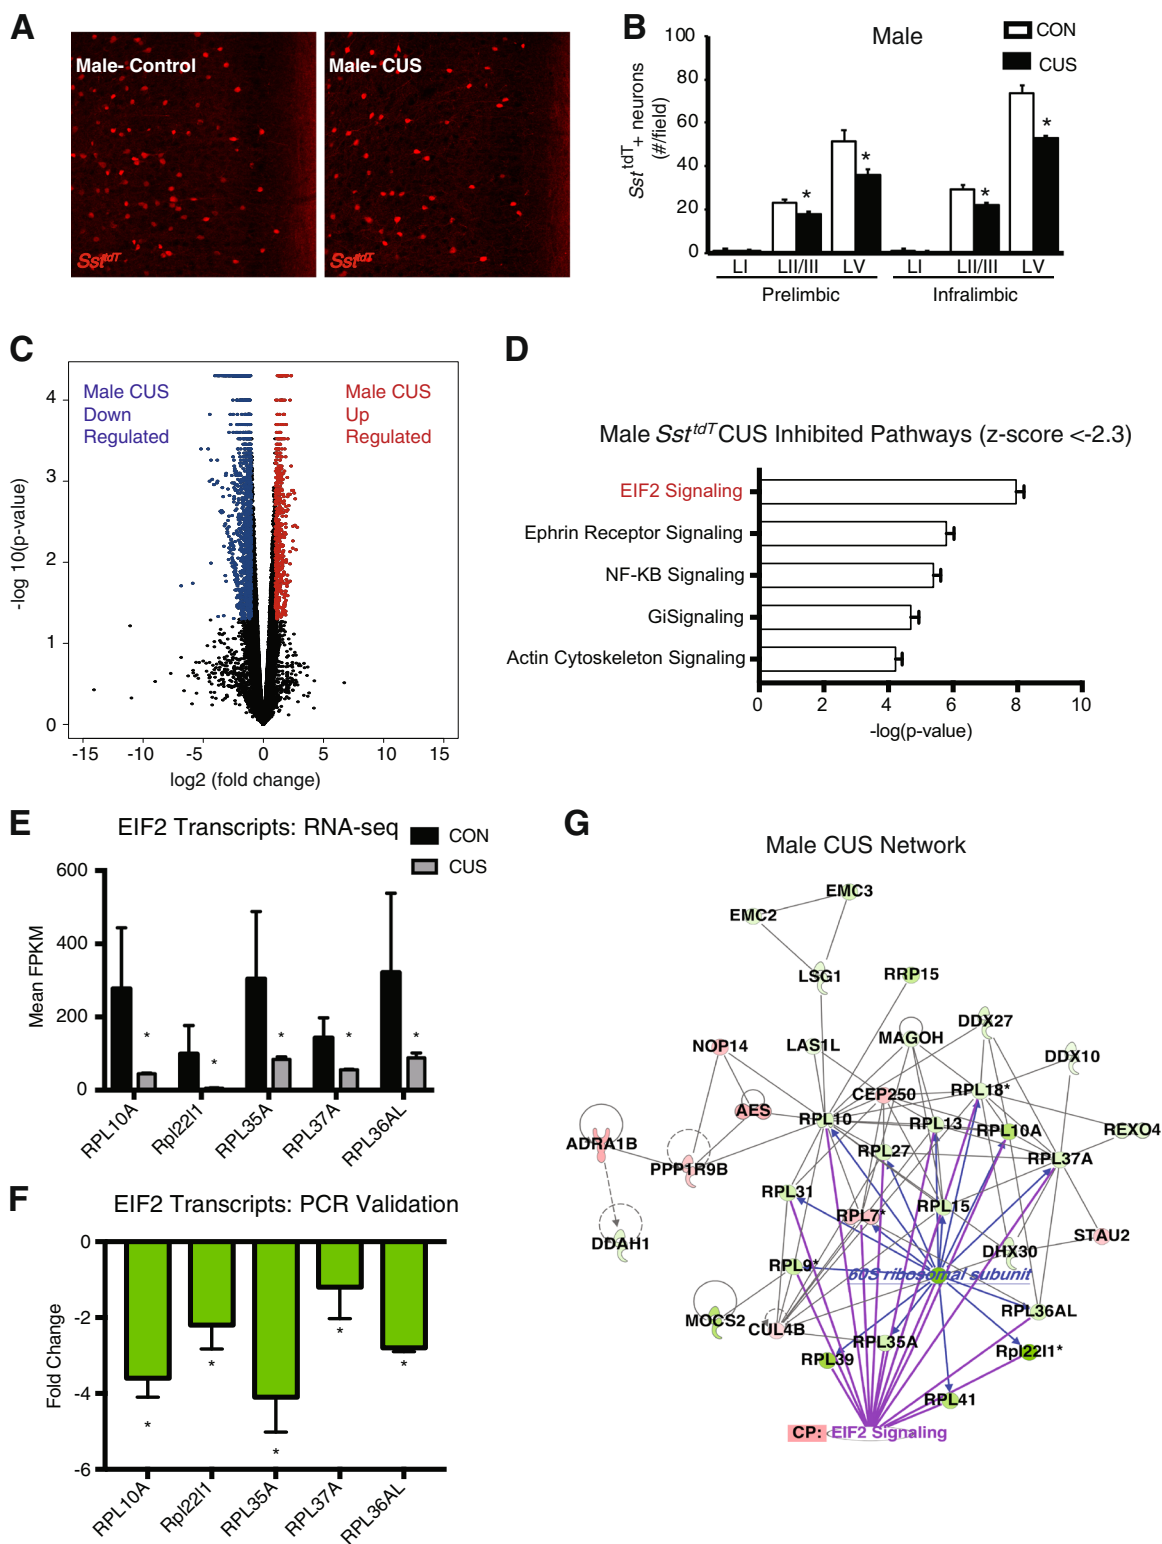 A
Male- Control
Sst^tdT
Male- CUS
Sst^tdT
B
Male
CON
CUS
Sst^tdT+ neurons
(#/field)
100
80
60
40
20
0
LI
LII/III
LV
LI
LII/III
LV
Prelimbic
Infralimbic
C
Male CUS
Down
Regulated
Male CUS
Up
Regulated
-log 10(p-value)
4
3
2
1
0
-15
-10
-5
0
5
10
15
log2 (fold change)
D
Male Sst^tdT CUS Inhibited Pathways (z-score <-2.3)
EIF2 Signaling
Ephrin Receptor Signaling
NF-KB Signaling
GiSignaling
Actin Cytoskeleton Signaling
0
2
4
6
8
10
-log(p-value)
E
EIF2 Transcripts: RNA-seq
CON
CUS
Mean FPKM
600
400
200
0
*
*
*
*
*
RPL10A
Rpl22l1
RPL35A
RPL37A
RPL36AL
F
EIF2 Transcripts: PCR Validation
Fold Change
0
-2
-4
-6
*
*
*
*
*
RPL10A
Rpl22l1
RPL35A
RPL37A
RPL36AL
G
Male CUS Network
EMC3
EMC2
LSG1
RRP15
DDX27
NOP14
LAS1L
MAGOH
DDX10
CEP250
RPL18*
AES
RPL10
RPL13
RPL10A
REXO4
ADRA1B
PPP1R9B
RPL27
RPL37A
RPL31
RPL7*
RPL15
STAU2
DDAH1
DHX30
RPL9*
60S ribosomal subunit
MOCS2
CUL4B
RPL36AL
RPL35A
RPL39
Rpl22l1*
RPL41
CP: EIF2 Signaling